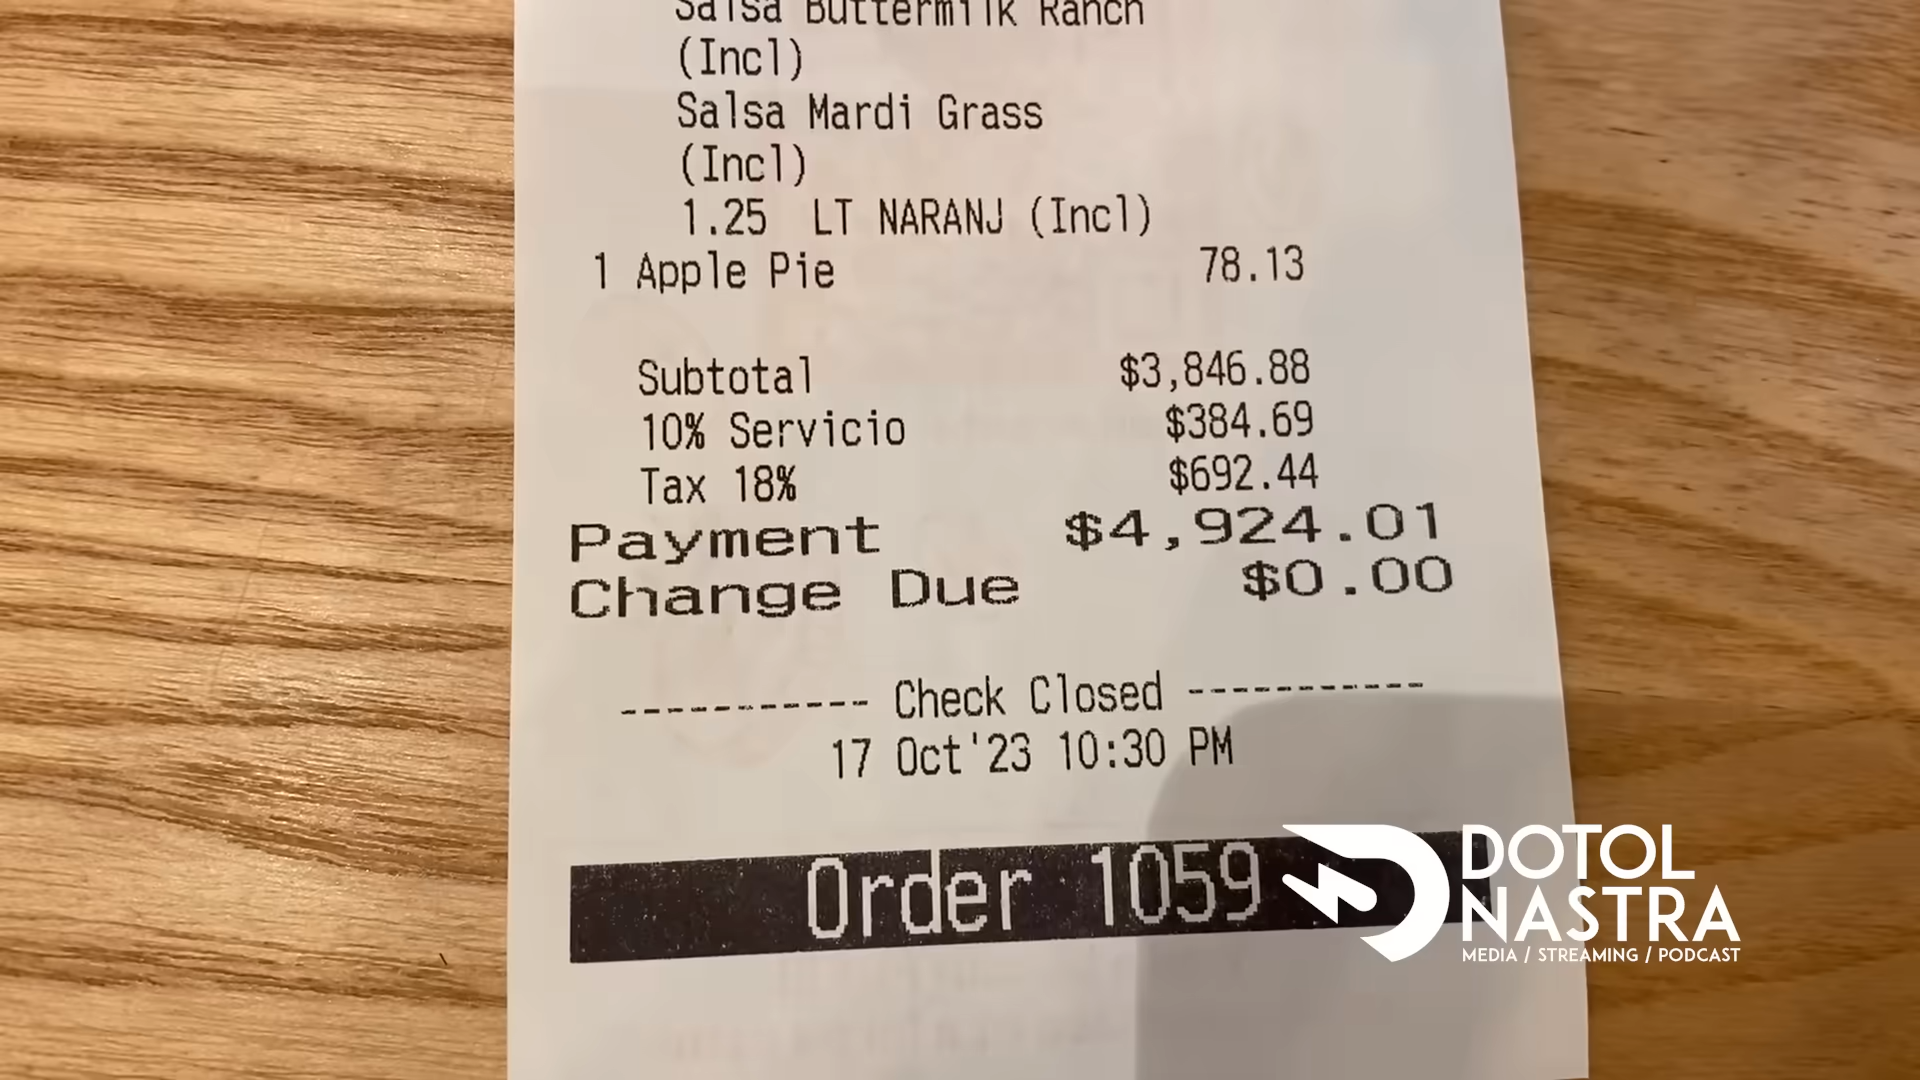 Salsa Buttermilk Ranch
(Incl)
Salsa Mardi Grass
(Incl)
1.25 LT NARANJ (Incl)
1 Apple Pie 78.13
Subtotal $3,846.88
10% Servicio $384.69
Tax 18% $692.44
Payment $4,924.01
Change Due $0.00
----------- Check Closed -----------
17 Oct'23 10:30 PM
Order 1059
DOTOL
NASTRA
MEDIA / STREAMING / PODCAST